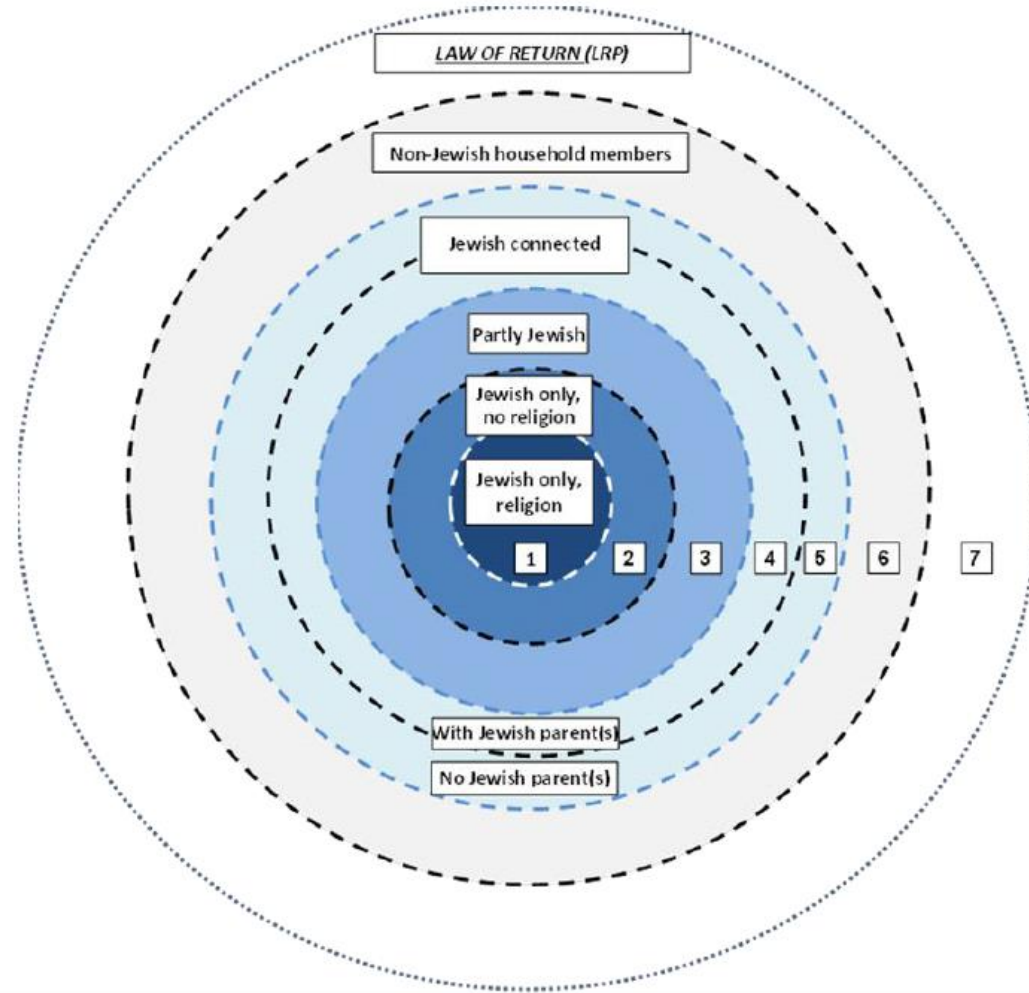 LAW OF RETURN (LRP)
Non-Jewish household members
Jewish connected
Partly Jewish
Jewish only,
no religion
Jewish only,
religion
1 2 3 4 5 6 7
With Jewish parent(s)
No Jewish parent(s)